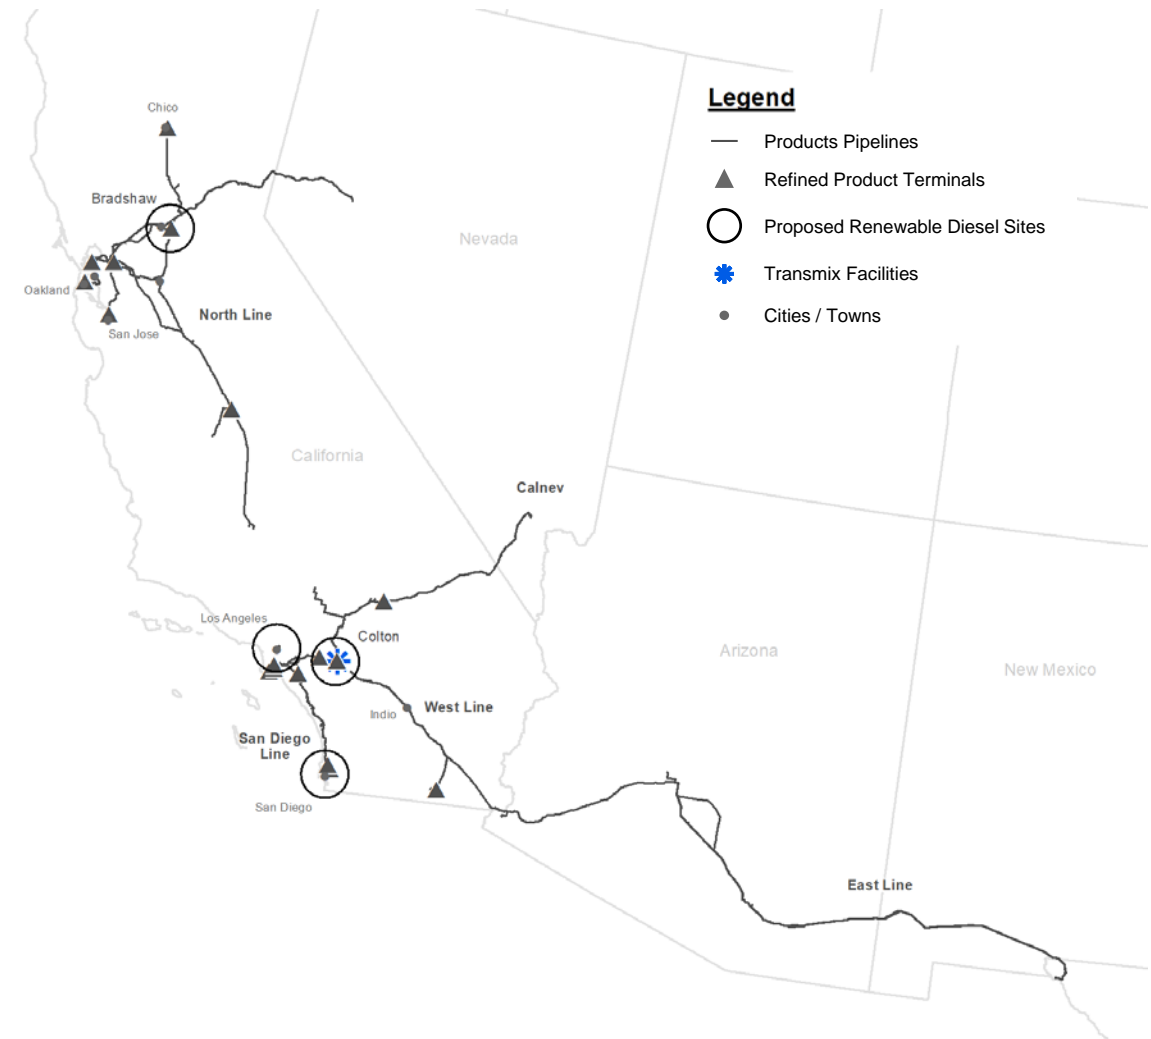 Legend
Products Pipelines
Refined Product Terminals
Proposed Renewable Diesel Sites
Transmix Facilities
Cities / Towns
Chico
Bradshaw
Nevada
Oakland
North Line
San Jose
California
Calnev
Los Angeles
Colton
Arizona
New Mexico
Indio
West Line
San Diego
Line
San Diego
East Line